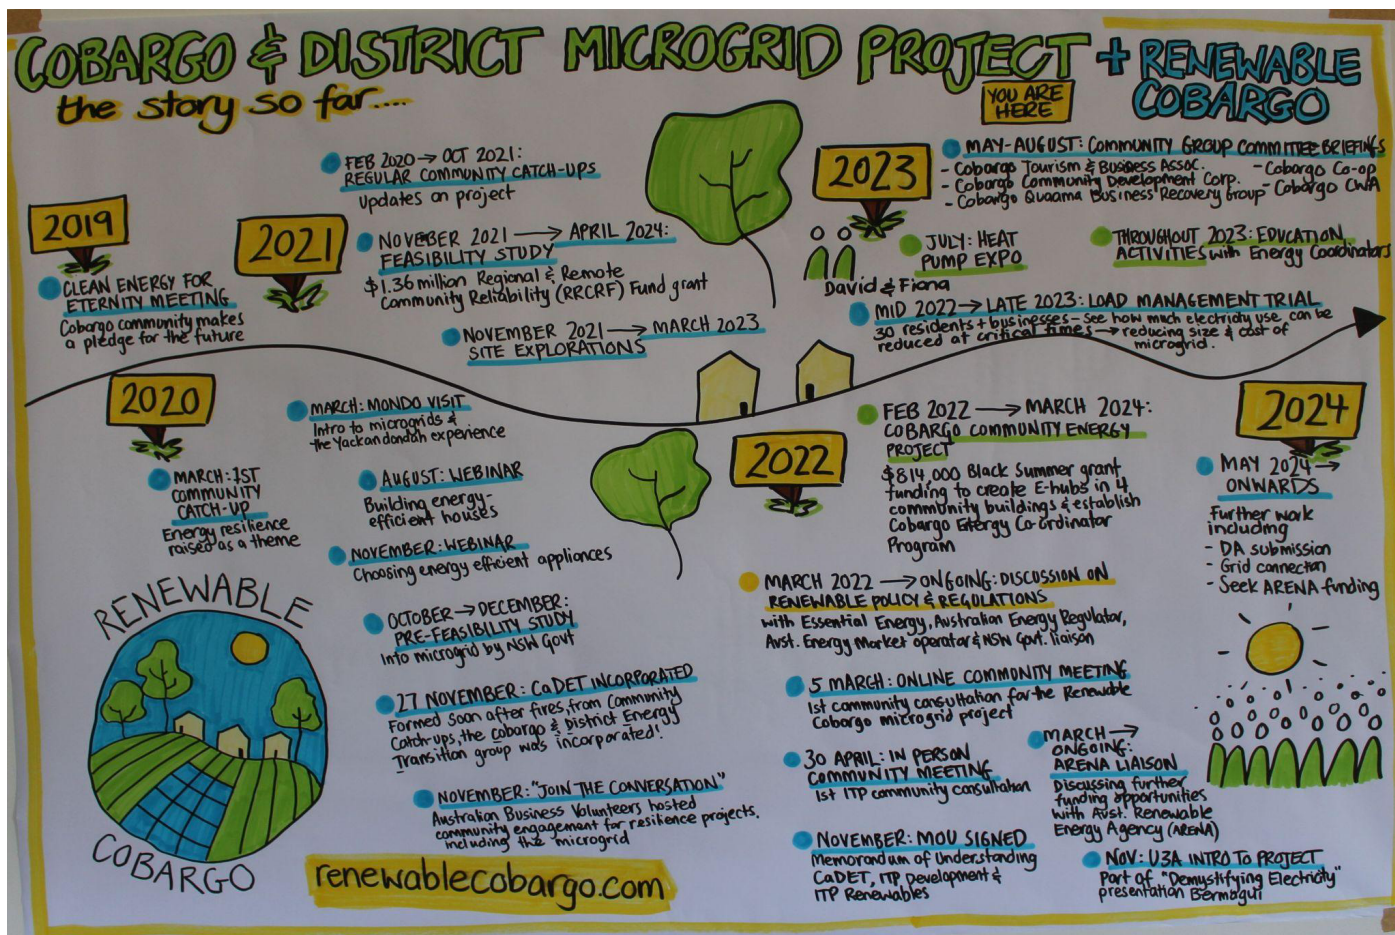 COBARGO & DISTRICT MICROGRID PROJECT + RENEWABLE
COBARGO
the story so far....
YOU ARE
HERE
2019
CLEAN ENERGY FOR
ETERNITY MEETING
Cobargo community makes
a pledge for the future
2020
MARCH: 1ST
COMMUNITY
CATCH-UP
Energy resilience
raised as a theme
MARCH: MONDO VISIT
Intro to microgrids &
the Yackandandah experience
AUGUST: WEBINAR
Building energy-
efficient houses
NOVEMBER: WEBINAR
Choosing energy efficient appliances
OCTOBER → DECEMBER:
PRE-FEASIBILITY STUDY
Into microgrid by NSW Govt
27 NOVEMBER: CaDET INCORPORATED
Formed soon after fires, from Community
Catch-ups, the cobargo & District Energy
Transition group was incorporated!
NOVEMBER: "JOIN THE CONVERSATION"
Australian Business Volunteers hosted
community engagement for resilience projects,
including the microgrid
2021
FEB 2020 → OCT 2021:
REGULAR COMMUNITY CATCH-UPS
Updates on project
NOVEMBER 2021 → APRIL 2024:
FEASIBILITY STUDY
$1.36 million Regional & Remote
Community Reliability (RRCRF) Fund grant
NOVEMBER 2021 → MARCH 2023
SITE EXPLORATIONS
2022
FEB 2022 → MARCH 2024:
COBARGO COMMUNITY ENERGY
PROJECT
$814,000 Black Summer grant
funding to create E-hubs in 4
community buildings & establish
Cobargo Energy Co-ordinator
Program
MARCH 2022 → ONGOING: DISCUSSION ON
RENEWABLE POLICY & REGULATIONS
with Essential Energy, Australian Energy Regulator,
Aust. Energy Market operator & NSW Govt. liaison
5 MARCH: ONLINE COMMUNITY MEETING
1st community consultation for the Renewable
Cobargo microgrid project
30 APRIL: IN PERSON
COMMUNITY MEETING
1st ITP community consultation
NOVEMBER: MOU SIGNED
Memorandum of Understanding
CaDET, ITP Development &
ITP Renewables
MARCH →
ONGOING:
ARENA LIAISON
Discussing further
funding opportunities
with Aust. Renewable
Energy Agency (ARENA)
NOV: U3A INTRO TO PROJECT
Part of "Demystifying Electricity"
presentation Bermagui
2023
MAY-AUGUST: COMMUNITY GROUP COMMITTEE BRIEFINGS
- Cobargo Tourism & Business Assoc.
- Cobargo Community Development Corp.
- Cobargo Quaama Business Recovery Group
- Cobargo Co-op
- Cobargo CWA
David & Fiona
JULY: HEAT
PUMP EXPO
THROUGHOUT 2023: EDUCATION
ACTIVITIES with Energy Coordinators
MID 2022 → LATE 2023: LOAD MANAGEMENT TRIAL
30 residents + businesses - see how much electricity use can be
reduced at critical times → reducing size & cost of
microgrid.
2024
MAY 2024 →
ONWARDS
Further work
including
- DA submission
- Grid connection
- Seek ARENA funding
RENEWABLE
COBARGO
renewablecobargo.com